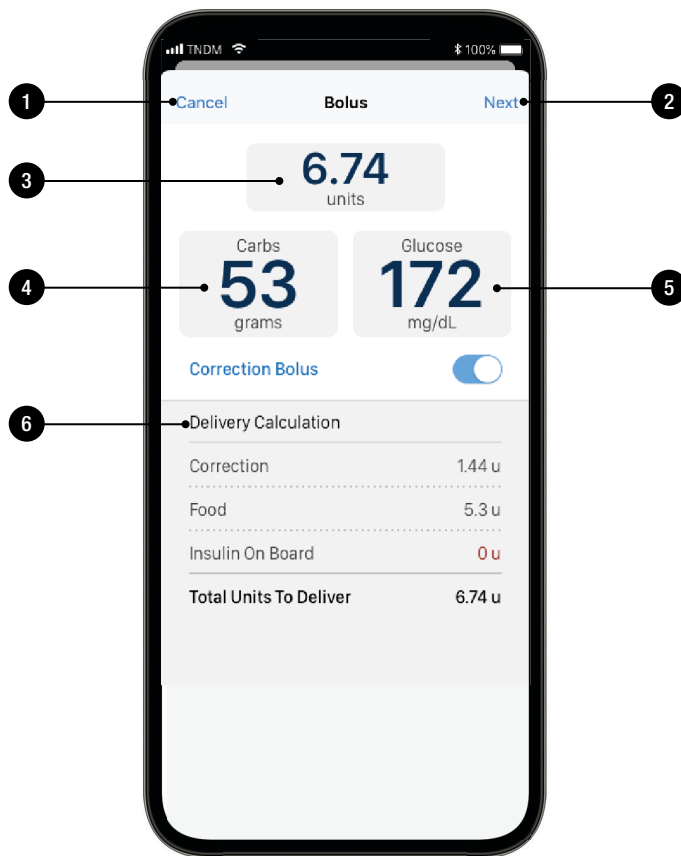 TNDM 100%
1 Cancel Bolus Next 2
3 6.74
units
Carbs Glucose
4 53 172 5
grams mg/dL
Correction Bolus
6 Delivery Calculation
Correction 1.44 u
Food 5.3 u
Insulin On Board 0 u
Total Units To Deliver 6.74 u